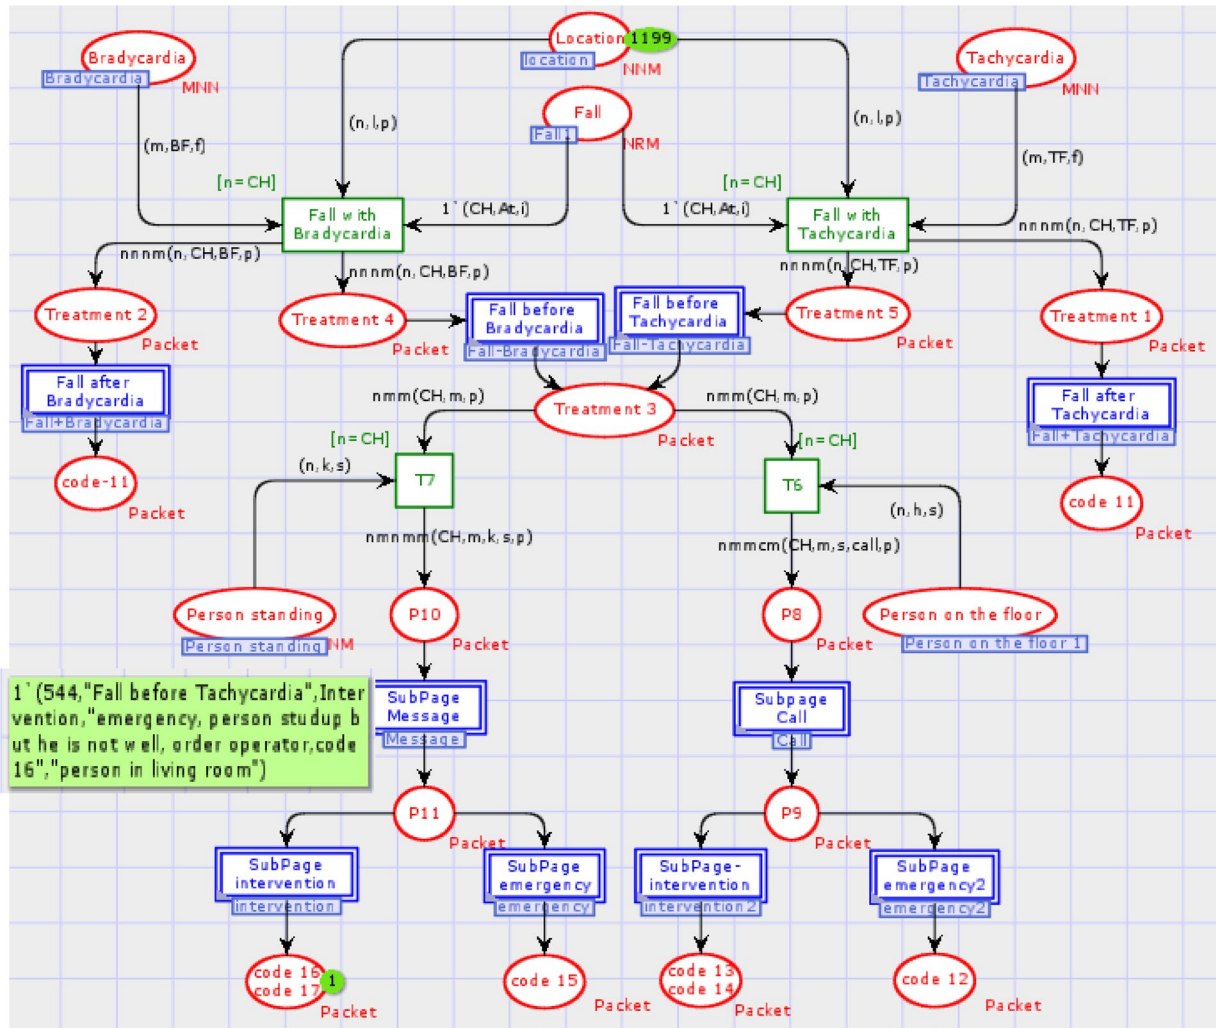 Location
1199
location
NNM
Bradycardia
Bradycardia
MNN
Tachycardia
Tachycardia
MNN
Fall
Fall1
NRM
(n,l,p)
(n,l,p)
(m,BF,f)
(m,TF,f)
[n=CH]
[n=CH]
Fall with
Bradycardia
1`(CH,At,i)
1`(CH,At,i)
Fall with
Tachycardia
nnnm(n,CH,BF,p)
nnnm(n,CH,BF,p)
nnnm(n,CH,TF,p)
nnnm(n,CH,TF,p)
Treatment 2
Packet
Treatment 4
Packet
Fall before
Bradycardia
Fall-Bradycardia
Fall before
Tachycardia
Fall-Tachycardia
Treatment 5
Packet
Treatment 1
Packet
Fall after
Bradycardia
Fall+Bradycardia
Fall after
Tachycardia
Fall+Tachycardia
nmm(CH,m,p)
Treatment 3
Packet
nmm(CH,m,p)
[n=CH]
[n=CH]
code-11
Packet
(n,k,s)
T7
T6
(n,h,s)
code 11
Packet
nmnmm(CH,m,k,s,p)
nmmcm(CH,m,s,call,p)
Person standing
Person standing
NM
P10
Packet
P8
Packet
Person on the floor
Person on the floor 1
1`(544,"Fall before Tachycardia",Inter
vention,"emergency, person studup b
ut he is not well, order operator,code
16","person in living room")
SubPage
Message
Message
Subpage
Call
Call
P11
Packet
P9
Packet
SubPage
intervention
intervention
SubPage
emergency
emergency
SubPage-
intervention
intervention2
SubPage
emergency2
emergency2
code 16
code 17
1
Packet
code 15
Packet
code 13
code 14
Packet
code 12
Packet